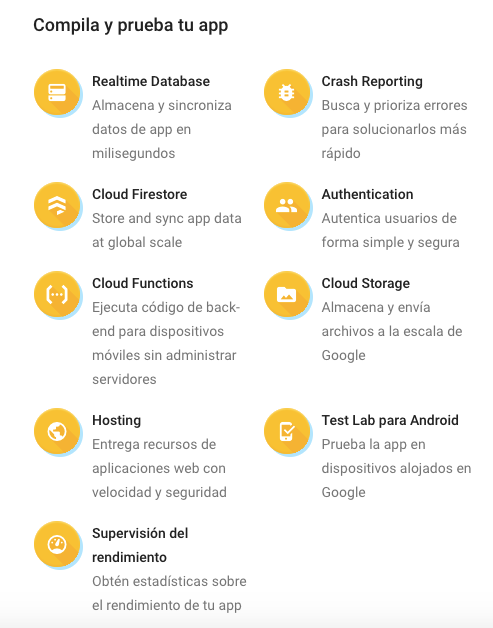 Compila y prueba tu app
Realtime Database
Almacena y sincroniza
datos de app en
milisegundos
Crash Reporting
Busca y prioriza errores
para solucionarlos más
rápido
Cloud Firestore
Store and sync app data
at global scale
Authentication
Autentica usuarios de
forma simple y segura
Cloud Functions
Ejecuta código de back-
end para dispositivos
móviles sin administrar
servidores
Cloud Storage
Almacena y envía
archivos a la escala de
Google
Hosting
Entrega recursos de
aplicaciones web con
velocidad y seguridad
Test Lab para Android
Prueba la app en
dispositivos alojados en
Google
Supervisión del
rendimiento
Obtén estadísticas sobre
el rendimiento de tu app